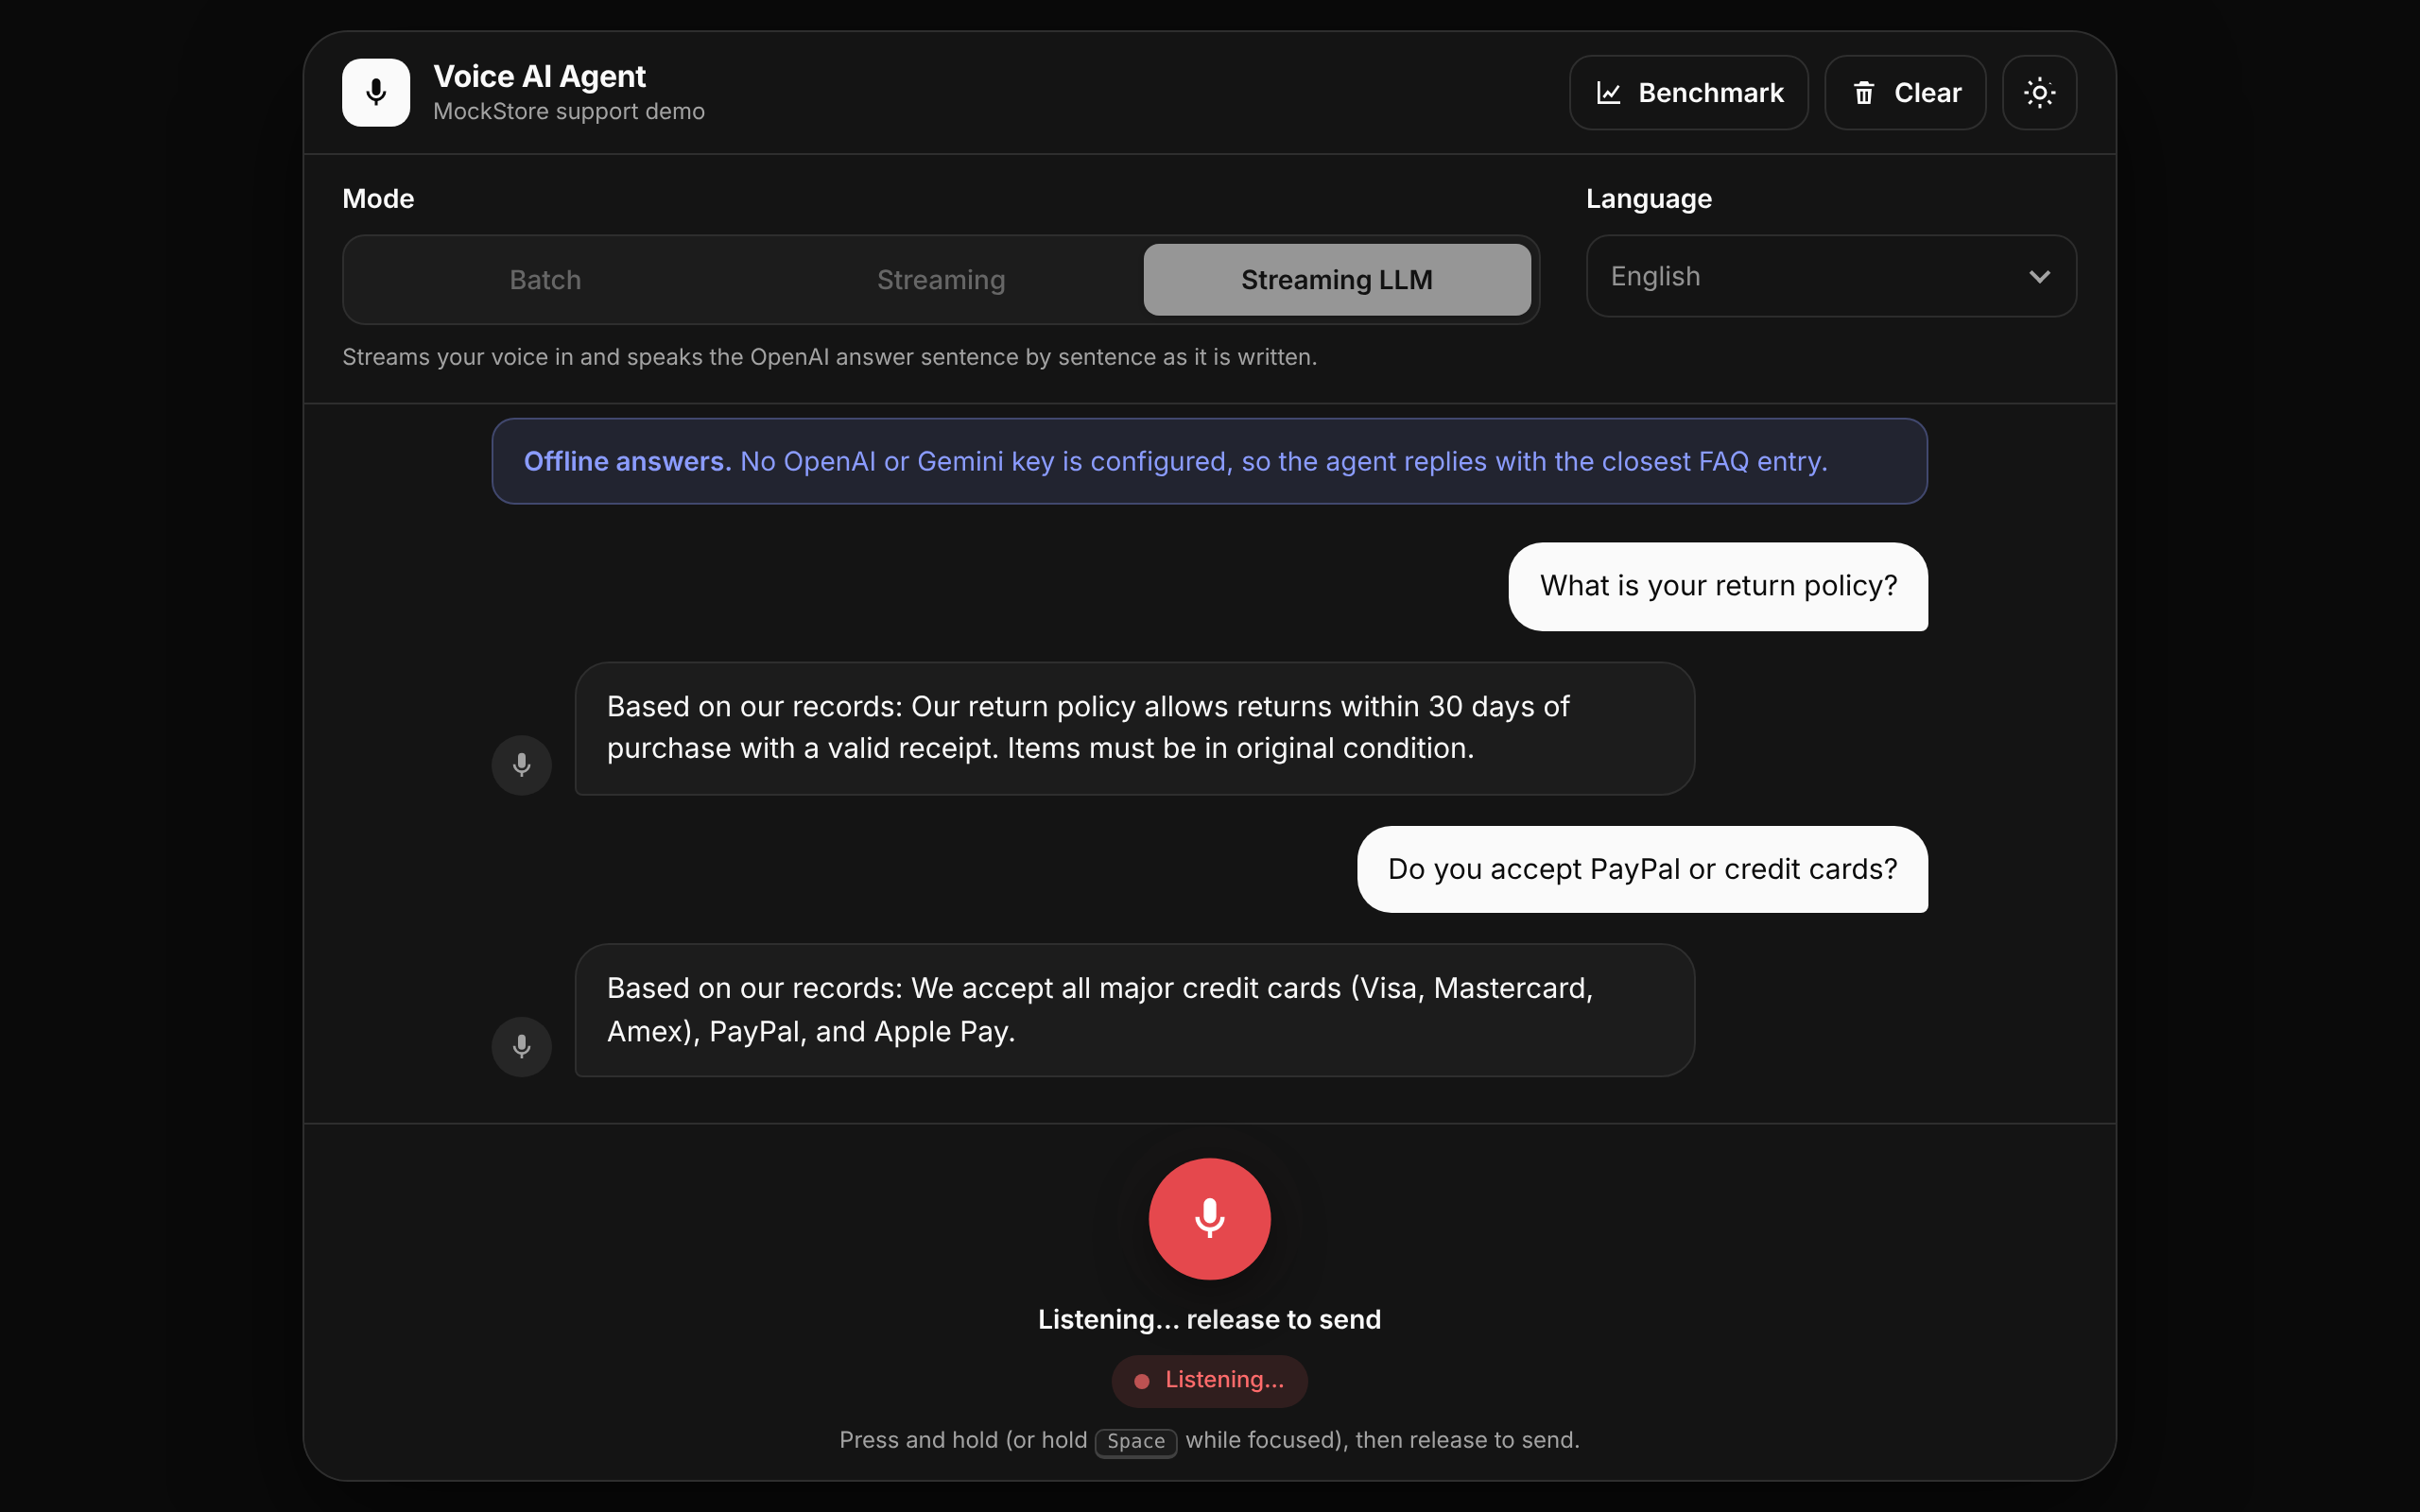 Voice AI Agent
MockStore support demo
Benchmark
Clear
Mode
Language
Batch
Streaming
Streaming LLM
English
Streams your voice in and speaks the OpenAI answer sentence by sentence as it is written.
Offline answers. No OpenAI or Gemini key is configured, so the agent replies with the closest FAQ entry.
What is your return policy?
Based on our records: Our return policy allows returns within 30 days of
purchase with a valid receipt. Items must be in original condition.
Do you accept PayPal or credit cards?
Based on our records: We accept all major credit cards (Visa, Mastercard,
Amex), PayPal, and Apple Pay.
Listening... release to send
Listening...
Press and hold (or hold Space while focused), then release to send.